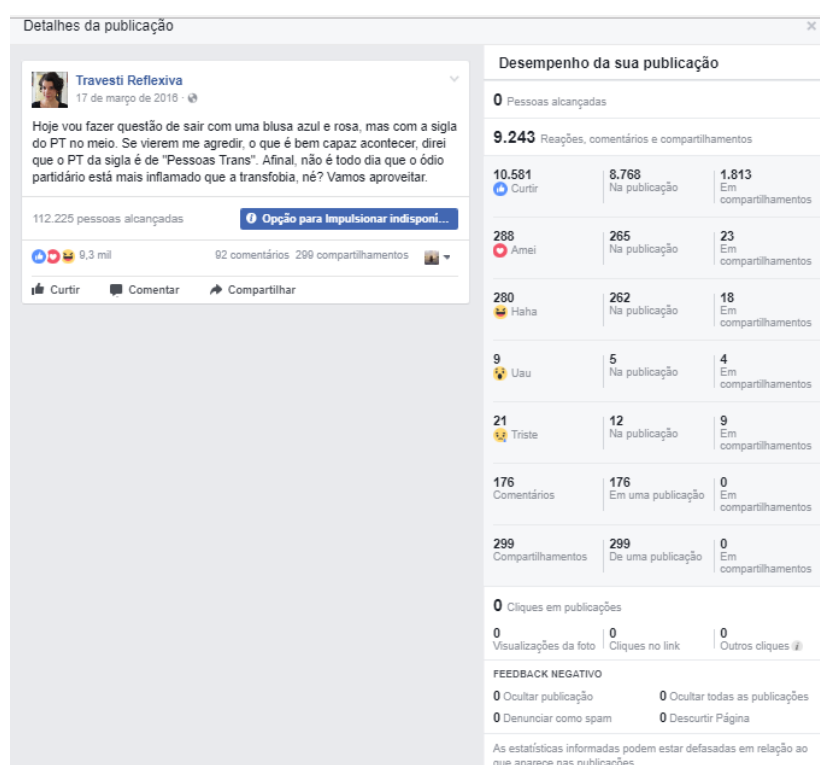 Detalhes da publicação
Travesti Reflexiva
17 de março de 2016 ·
Hoje vou fazer questão de sair com uma blusa azul e rosa, mas com a sigla
do PT no meio. Se vierem me agredir, o que é bem capaz acontecer, direi
que o PT da sigla é de "Pessoas Trans". Afinal, não é todo dia que o ódio
partidário está mais inflamado que a transfobia, né? Vamos aproveitar.
112.225 pessoas alcançadas
Opção para Impulsionar indisponí...
9,3 mil
92 comentários 299 compartilhamentos
Curtir Comentar Compartilhar
Desempenho da sua publicação
0 Pessoas alcançadas
9.243 Reações, comentários e compartilhamentos
10.581 8.768 1.813
Curtir Na publicação Em
compartilhamentos
288 265 23
Amei Na publicação Em
compartilhamentos
280 262 18
Haha Na publicação Em
compartilhamentos
9 5 4
Uau Na publicação Em
compartilhamentos
21 12 9
Triste Na publicação Em
compartilhamentos
176 176 0
Comentários Em uma publicação Em
compartilhamentos
299 299 0
Compartilhamentos De uma publicação Em
compartilhamentos
0 Cliques em publicações
0 0 0
Visualizações da foto Cliques no link Outros cliques
FEEDBACK NEGATIVO
0 Ocultar publicação 0 Ocultar todas as publicações
0 Denunciar como spam 0 Descurtir Página
As estatísticas informadas podem estar defasadas em relação ao
que aparece nas publicações.